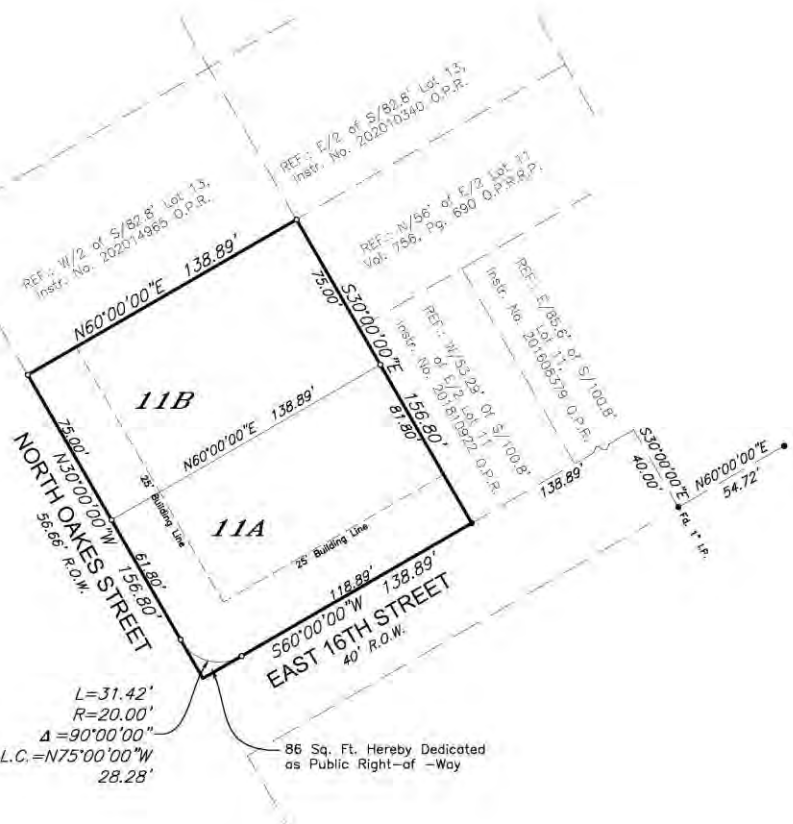 REF.: E/2 of S/82.8' Lot 13,
Instr. No. 202010340 O.P.R.
REF.: W/2 of S/82.8' Lot 13,
Instr. No. 202014965 O.P.R.
REF.: N/56' of E/2 Lot 11
Vol. 756, Pg. 690 O.P.R.R.P.
N60°00'00"E 138.89'
75.00'
S30°00'00"E 156.80'
81.80'
REF.: W/53.29' Of S/100.8'
of E/2 Lot 11
Instr. No. 201810922 O.P.R.
REF.: E/85.6' of S/100.8'
Lot 11,
Instr. No. 201608379 O.P.R.
11B
N60°00'00"E 138.89'
75.00'
N30°00'00"W 156.80'
61.80'
NORTH OAKES STREET
56.66' R.O.W.
25' Building Line
11A
25' Building Line
118.89'
S60°00'00"W 138.89'
EAST 16TH STREET
40' R.O.W.
138.89'
S30°00'00"E
40.00'
N60°00'00"E
54.72'
Fd. 1" I.P.
L=31.42'
R=20.00'
Δ=90°00'00"
L.C.=N75°00'00"W
28.28'
86 Sq. Ft. Hereby Dedicated
as Public Right-of -Way